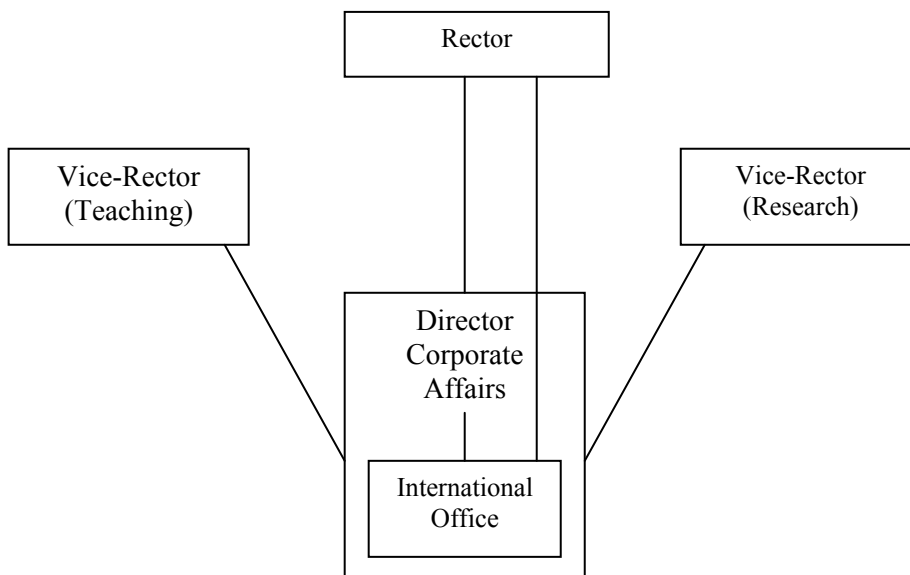 Rector
Vice-Rector
(Teaching)
Vice-Rector
(Research)
Director
Corporate
Affairs
International
Office